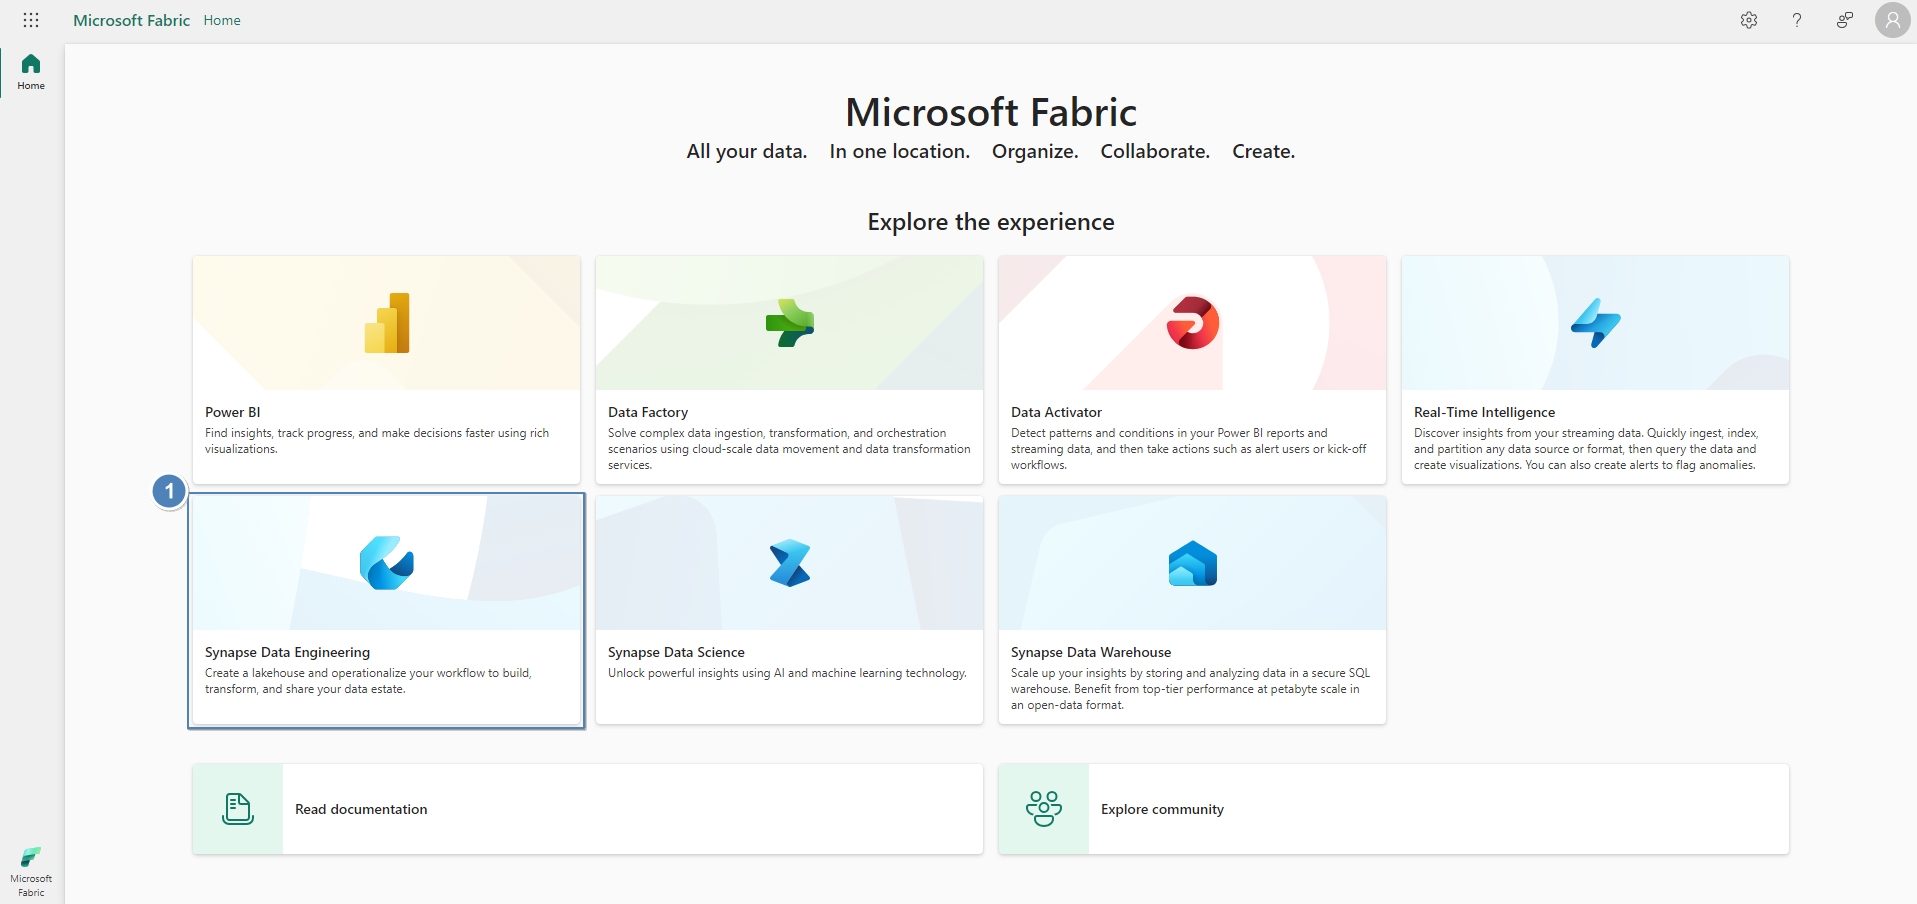 Microsoft Fabric Home
Home
Microsoft Fabric
All your data. In one location. Organize. Collaborate. Create.
Explore the experience
Power BI
Find insights, track progress, and make decisions faster using rich
visualizations.
Data Factory
Solve complex data ingestion, transformation, and orchestration
scenarios using cloud-scale data movement and data transformation
services.
Data Activator
Detect patterns and conditions in your Power BI reports and
streaming data, and then take actions such as alert users or kick-off
workflows.
Real-Time Intelligence
Discover insights from your streaming data. Quickly ingest, index,
and partition any data source or format, then query the data and
create visualizations. You can also create alerts to flag anomalies.
1
Synapse Data Engineering
Create a lakehouse and operationalize your workflow to build,
transform, and share your data estate.
Synapse Data Science
Unlock powerful insights using AI and machine learning technology.
Synapse Data Warehouse
Scale up your insights by storing and analyzing data in a secure SQL
warehouse. Benefit from top-tier performance at petabyte scale in
an open-data format.
Read documentation
Explore community
Microsoft
Fabric